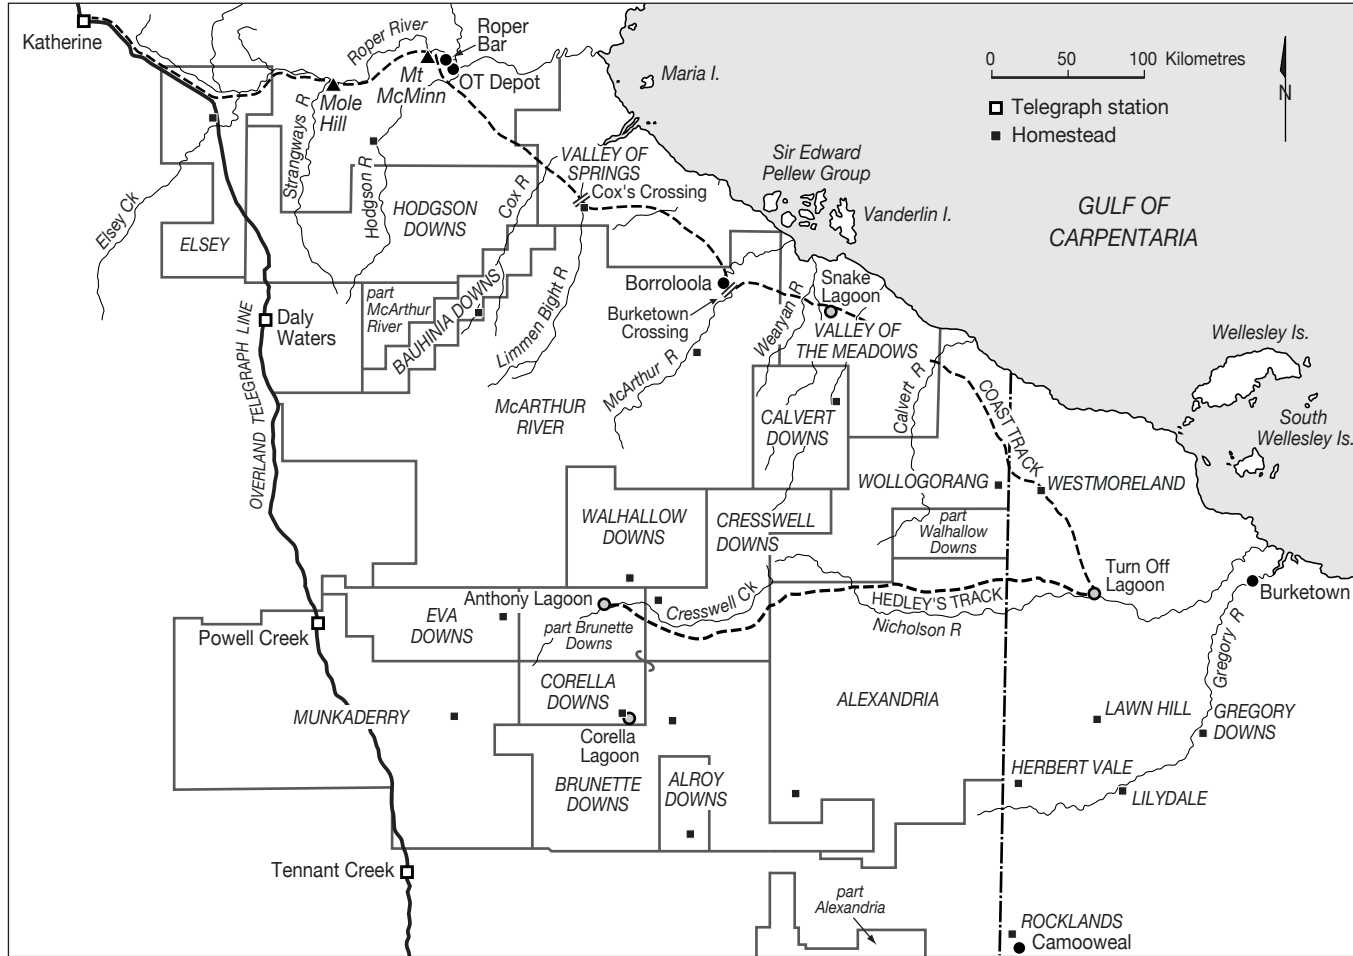 Katherine
Roper River
Roper
Bar
Mt
McMinn
OT Depot
Mole
Hill
Maria I.
0 50 100 Kilometres
N
Telegraph station
Homestead
Strangways R
Hodgson R
Elsey Ck
ELSEY
HODGSON
DOWNS
Cox R
VALLEY OF
SPRINGS
Cox's Crossing
Sir Edward
Pellew Group
Vanderlin I.
GULF OF
CARPENTARIA
part
McArthur
River
BAUHINIA DOWNS
Limmen Bight R
Borroloola
Burketown
Crossing
McArthur R
Wearyan R
Snake
Lagoon
VALLEY OF
THE MEADOWS
Daly
Waters
OVERLAND TELEGRAPH LINE
McARTHUR
RIVER
CALVERT
DOWNS
Calvert R
COAST TRACK
Wellesley Is.
South
Wellesley Is.
WOLLOGORANG
WESTMORELAND
WALHALLOW
DOWNS
CRESSWELL
DOWNS
part
Walhallow
Downs
Turn Off
Lagoon
Burketown
Anthony Lagoon
Cresswell Ck
HEDLEY'S TRACK
Nicholson R
Gregory R
EVA
DOWNS
part Brunette
Downs
Powell Creek
MUNKADERRY
CORELLA
DOWNS
Corella
Lagoon
ALEXANDRIA
LAWN HILL
GREGORY
DOWNS
BRUNETTE
DOWNS
ALROY
DOWNS
HERBERT VALE
LILYDALE
Tennant Creek
part
Alexandria
ROCKLANDS
Camooweal